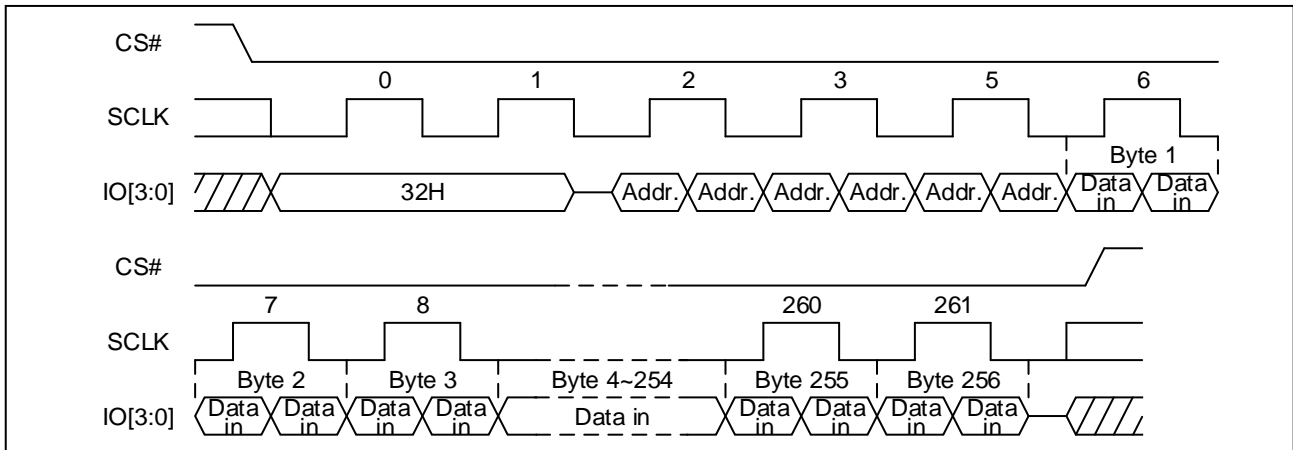 CS#
0 1 2 3 5 6
SCLK
Byte 1
IO[3:0] 32H Addr. Addr. Addr. Addr. Addr. Addr. Data in Data in
CS#
7 8 260 261
SCLK
Byte 2 Byte 3 Byte 4~254 Byte 255 Byte 256
IO[3:0] Data in Data in Data in Data in Data in Data in Data in Data in Data in